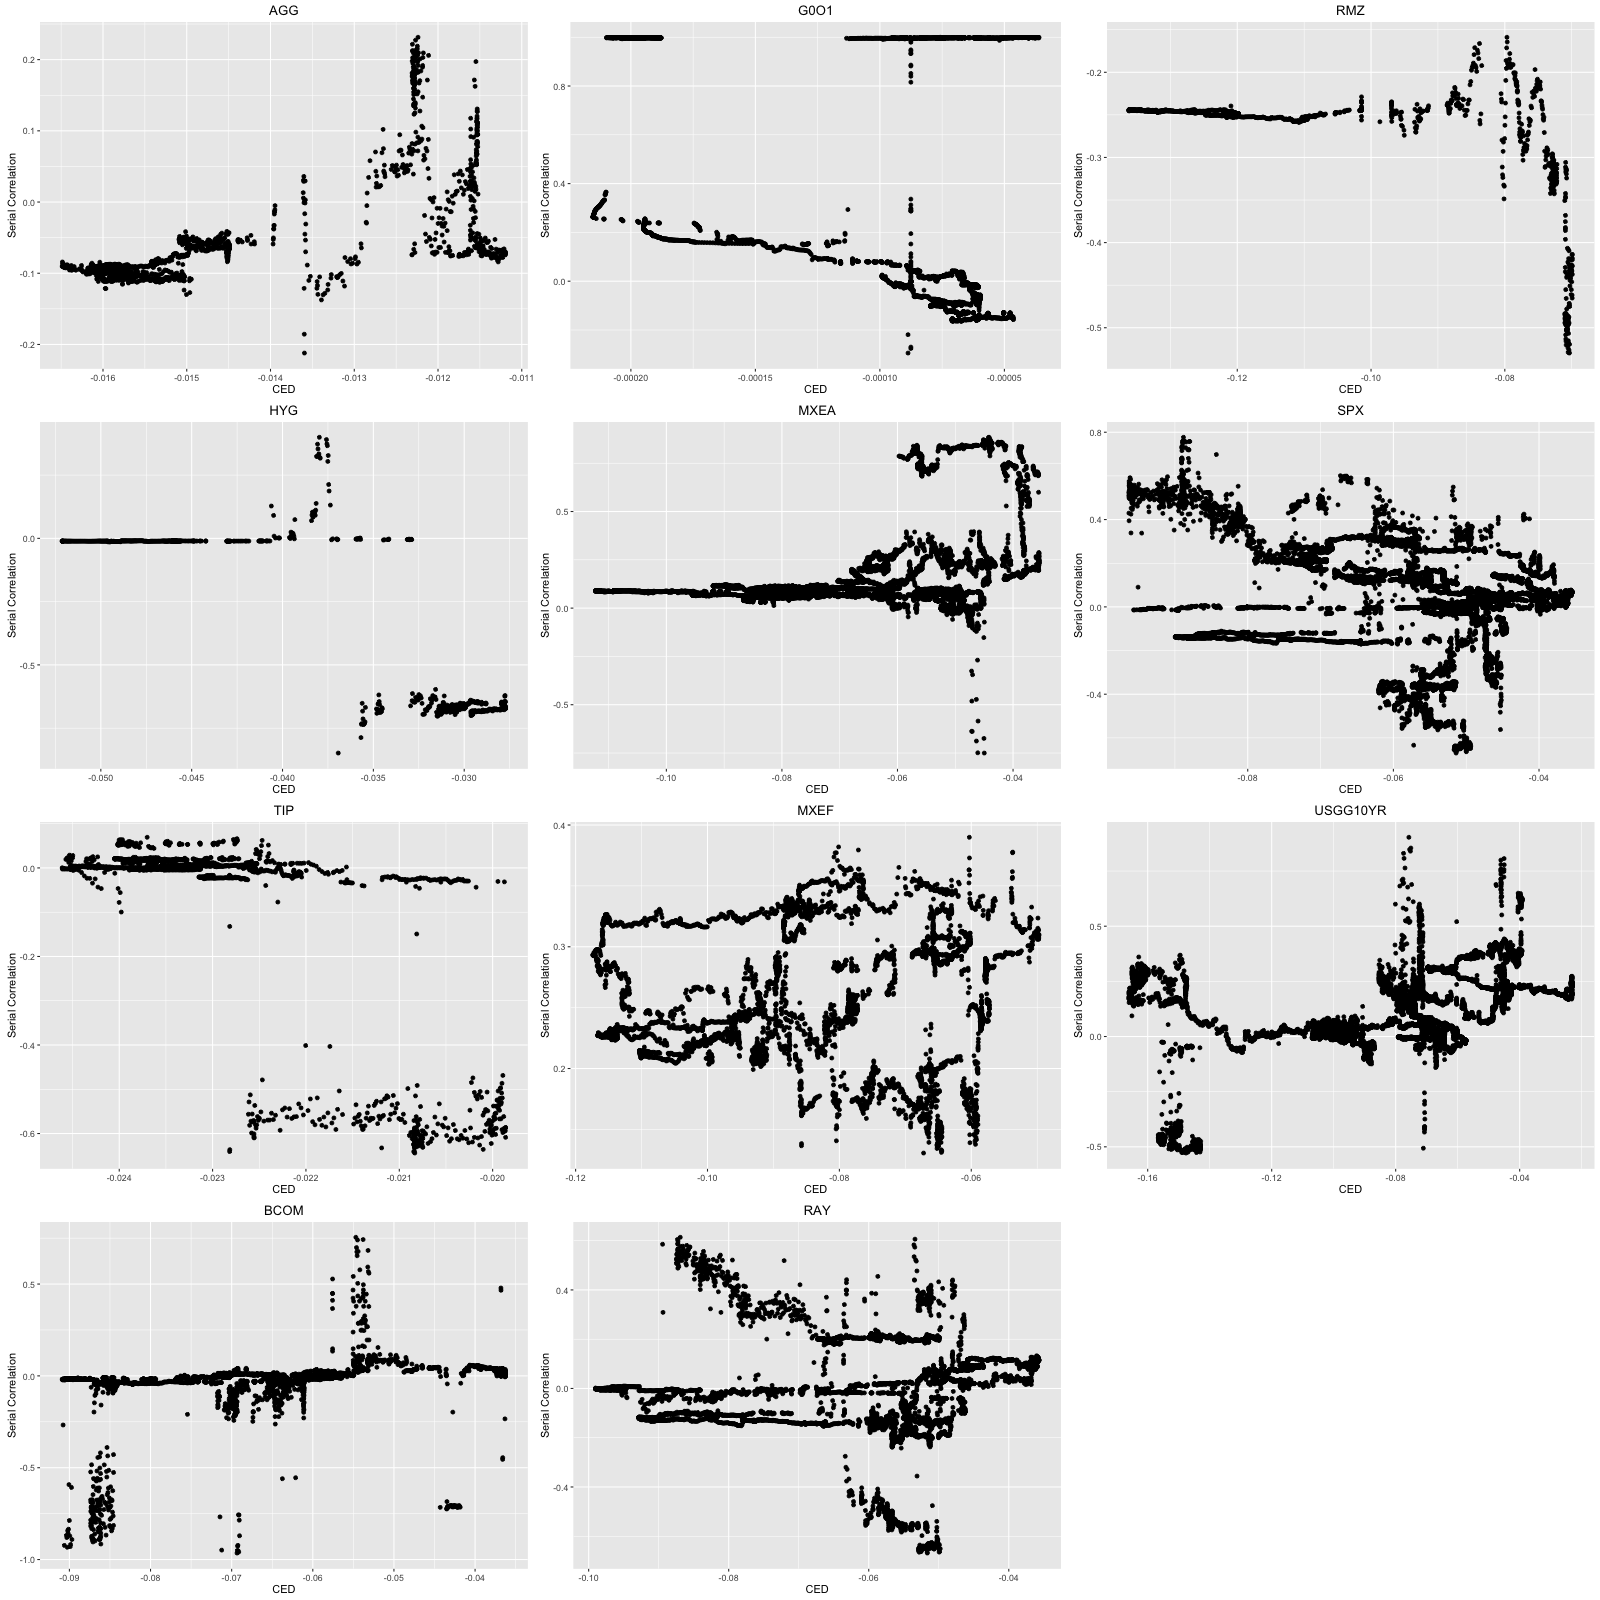 AGG
0.2
0.1
0.0
-0.1
-0.2
Serial Correlation
-0.016 -0.015 -0.014 -0.013 -0.012 -0.011
CED
G0O1
0.8
0.4
0.0
Serial Correlation
-0.00020 -0.00015 -0.00010 -0.00005
CED
RMZ
-0.2
-0.3
-0.4
-0.5
Serial Correlation
-0.12 -0.10 -0.08
CED
HYG
0.0
-0.5
Serial Correlation
-0.050 -0.045 -0.040 -0.035 -0.030
CED
MXEA
0.5
0.0
-0.5
Serial Correlation
-0.10 -0.08 -0.06 -0.04
CED
SPX
0.8
0.4
0.0
-0.4
Serial Correlation
-0.08 -0.06 -0.04
CED
TIP
0.0
-0.2
-0.4
-0.6
Serial Correlation
-0.024 -0.023 -0.022 -0.021 -0.020
CED
MXEF
0.4
0.3
0.2
Serial Correlation
-0.12 -0.10 -0.08 -0.06
CED
USGG10YR
0.5
0.0
-0.5
Serial Correlation
-0.16 -0.12 -0.08 -0.04
CED
BCOM
0.5
0.0
-0.5
-1.0
Serial Correlation
-0.09 -0.08 -0.07 -0.06 -0.05 -0.04
CED
RAY
0.4
0.0
-0.4
Serial Correlation
-0.10 -0.08 -0.06 -0.04
CED